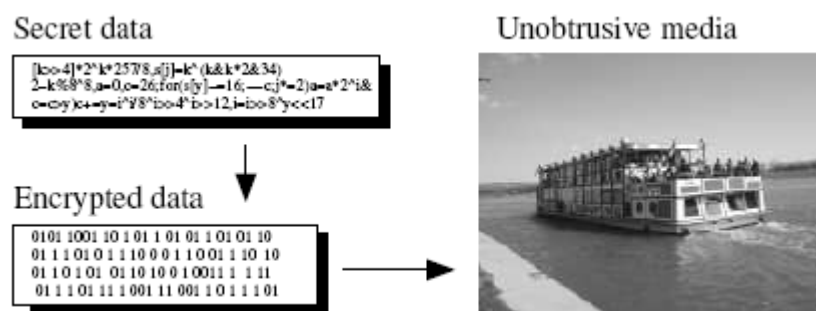 Secret data
[k>>4]*2^k*257/8,s[j]=k^(k&k*2&34)
2-k%8^8,a=0,c=26;for(s[y]-=16;--c;j*=2)a=a*2^i&
c=c>y)c+=y=i^i/8^i>>4^i>>12,i=i>>8^y<<17
Encrypted data
0101 1001 10 1 01 1 01 01 1 01 01 10
01 1 1 01 0 1 1 10 0 0 1 1 0 01 1 10 10
01 1 0 1 01 01 10 10 0 1 0011 1 1 11
01 1 1 01 11 1 001 11 001 1 0 1 1 1 01
Unobtrusive media